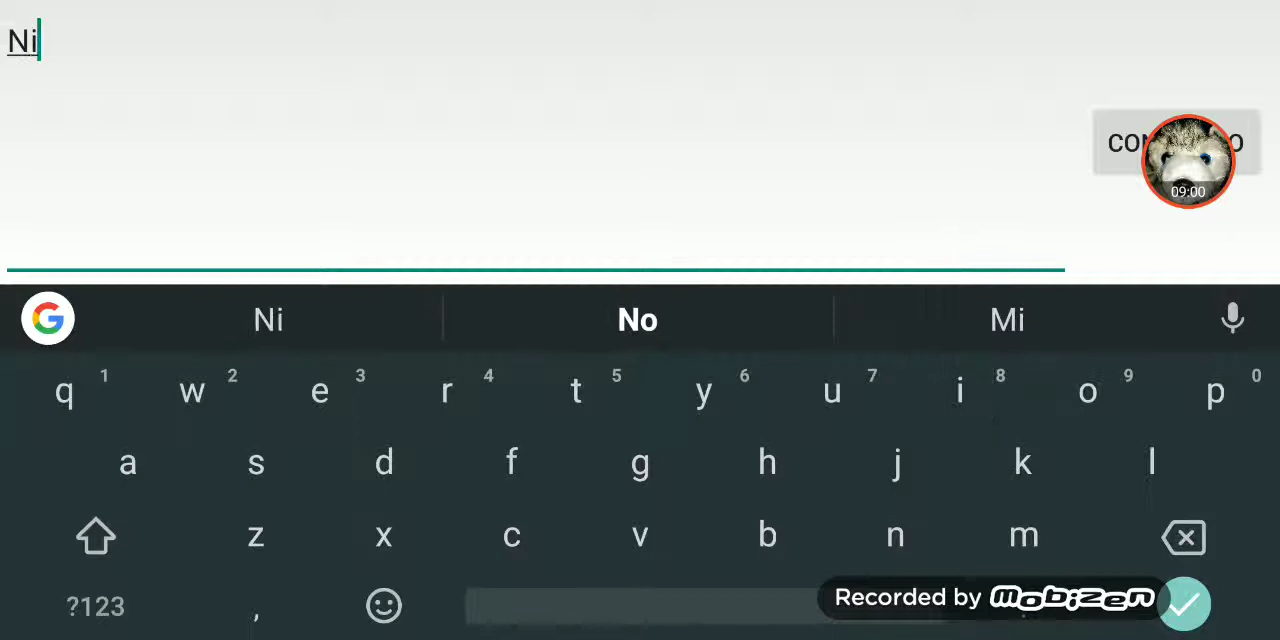 Ni
09:00
Ni No Mi
q 1 w 2 e 3 r 4 t 5 y 6 u 7 i 8 o 9 p 0
a s d f g h j k l
z x c v b n m
?123 ,
Recorded by mobizen